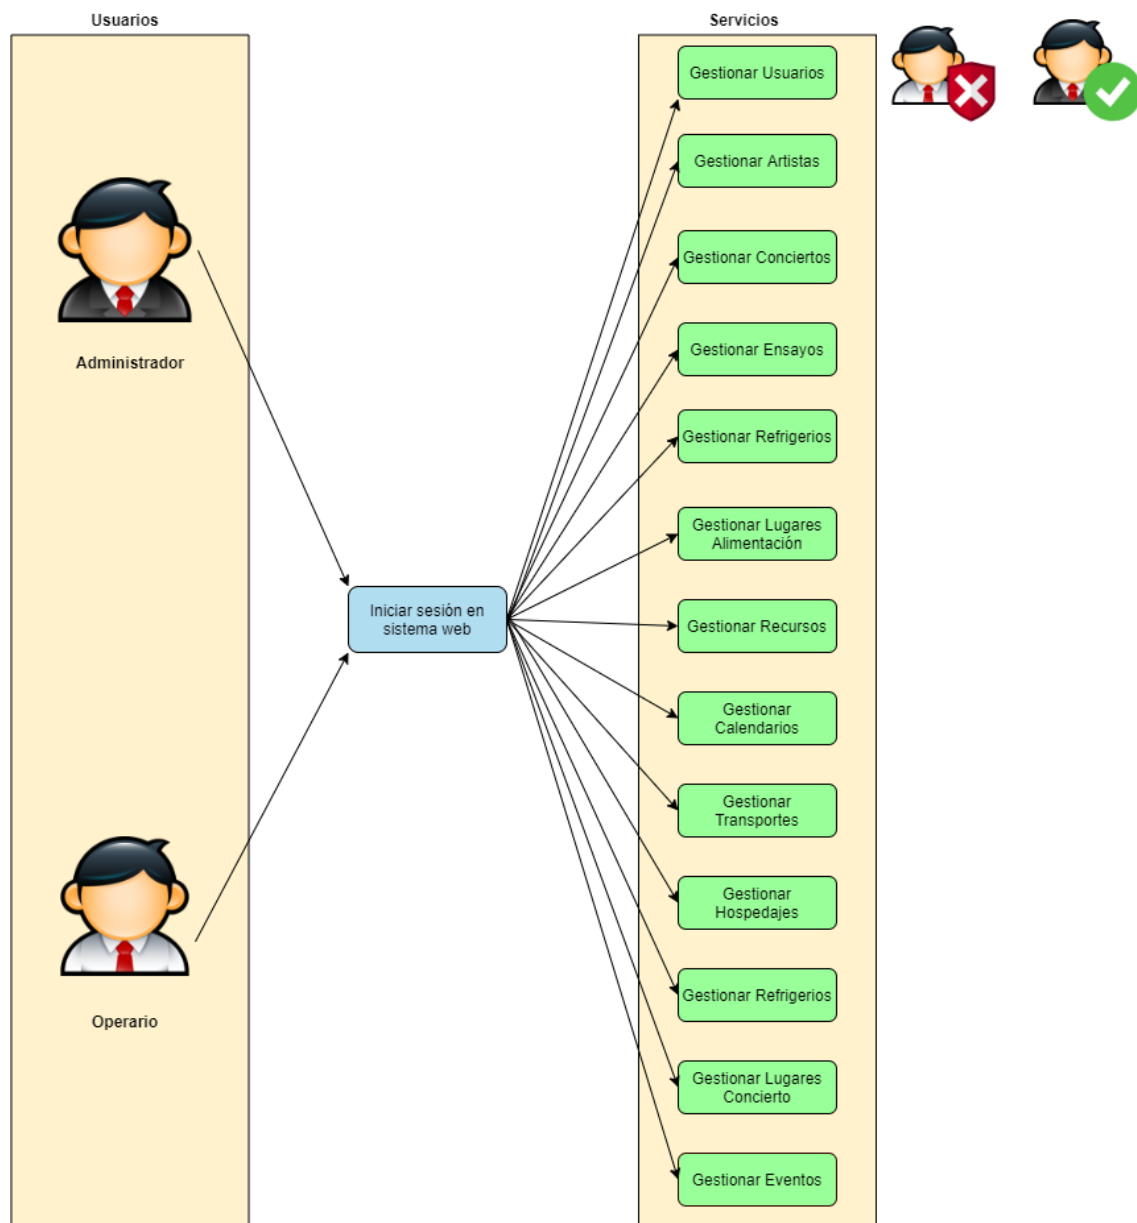 Usuarios
Servicios
Administrador
Operario
Iniciar sesión en
sistema web
Gestionar Usuarios
Gestionar Artistas
Gestionar Conciertos
Gestionar Ensayos
Gestionar Refrigerios
Gestionar Lugares
Alimentación
Gestionar Recursos
Gestionar
Calendarios
Gestionar
Transportes
Gestionar
Hospedajes
Gestionar Refrigerios
Gestionar Lugares
Concierto
Gestionar Eventos